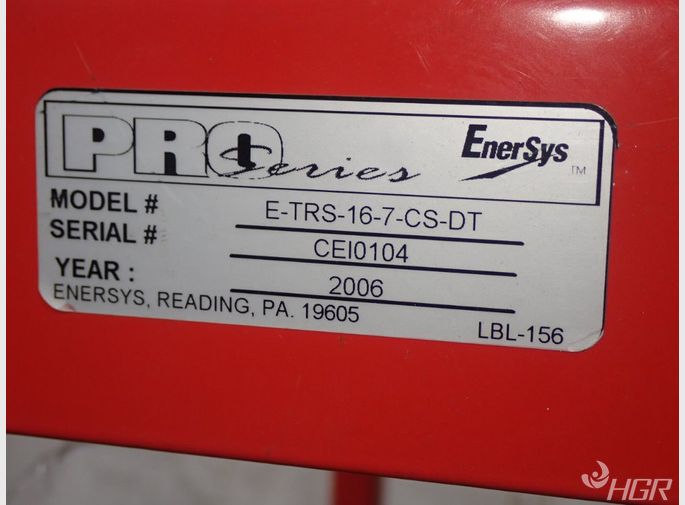 PRO Series
EnerSys TM
MODEL # E-TRS-16-7-CS-DT
SERIAL # CEI0104
YEAR : 2006
ENERSYS, READING, PA. 19605
LBL-156
HGR